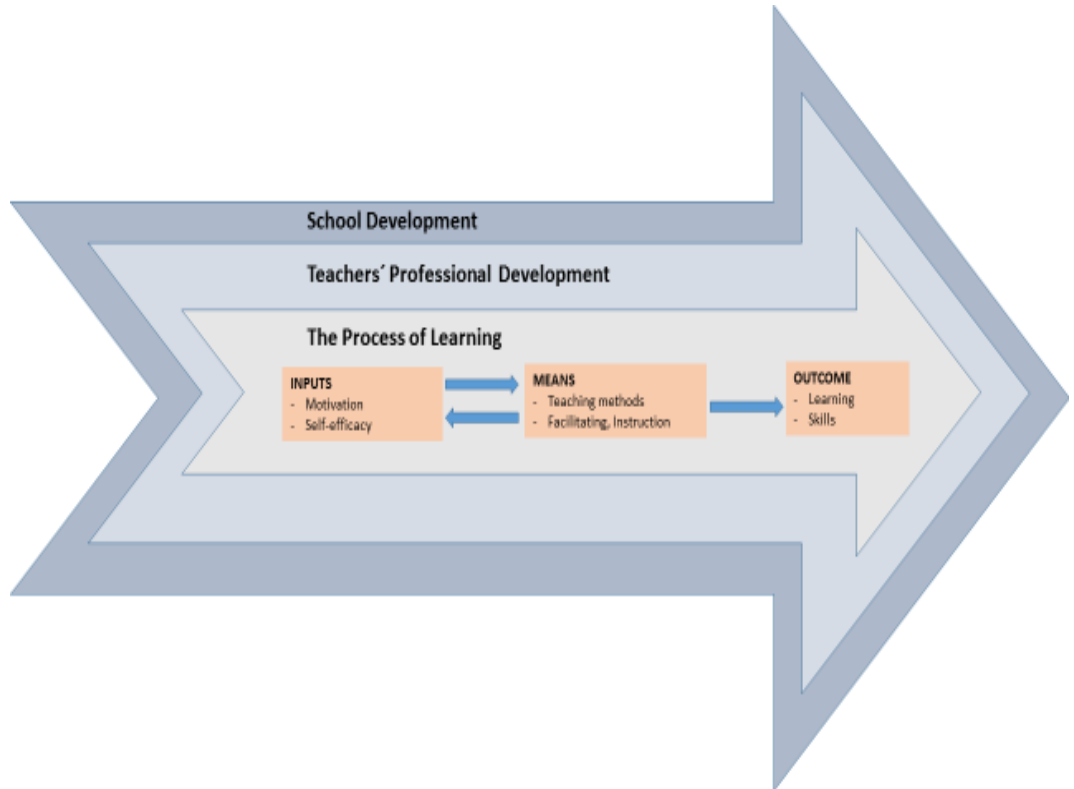 School Development
Teachers´ Professional Development
The Process of Learning
INPUTS
- Motivation
- Self-efficacy
MEANS
- Teaching methods
- Facilitating, Instruction
OUTCOME
- Learning
- Skills